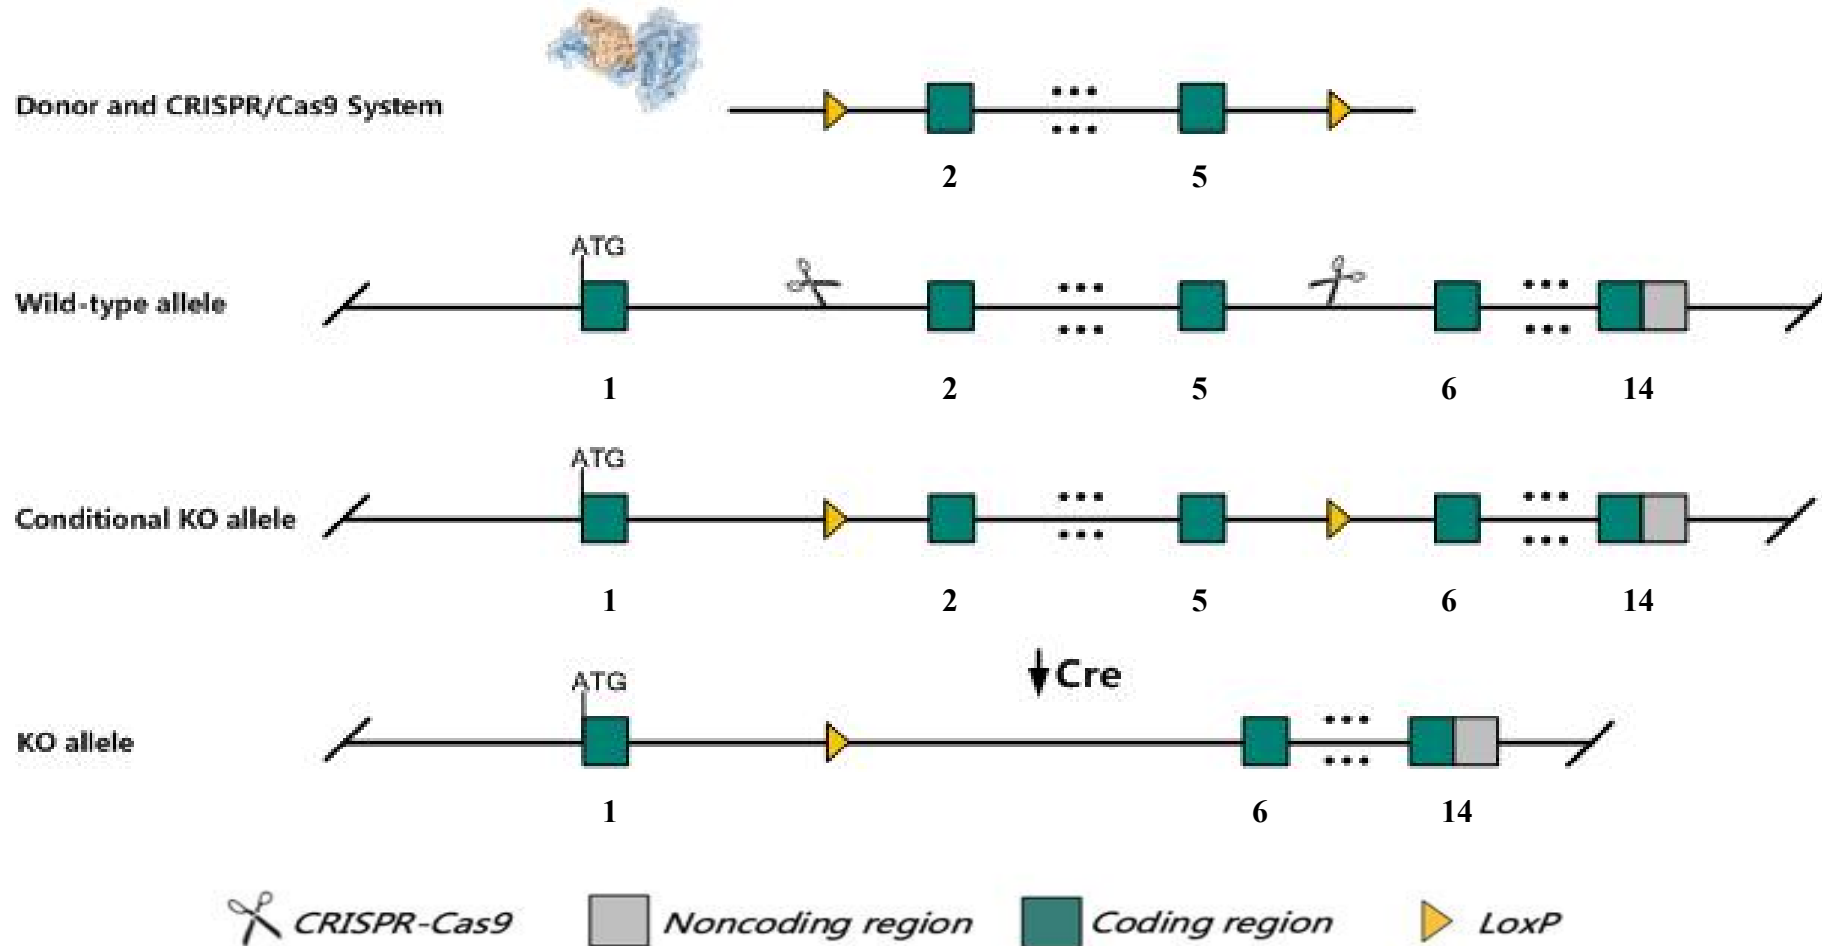 Donor and CRISPR/Cas9 System
2 5
ATG
Wild-type allele
1 2 5 6 14
ATG
Conditional KO allele
1 2 5 6 14
Cre
ATG
KO allele
1 6 14
CRISPR-Cas9 Noncoding region Coding region LoxP